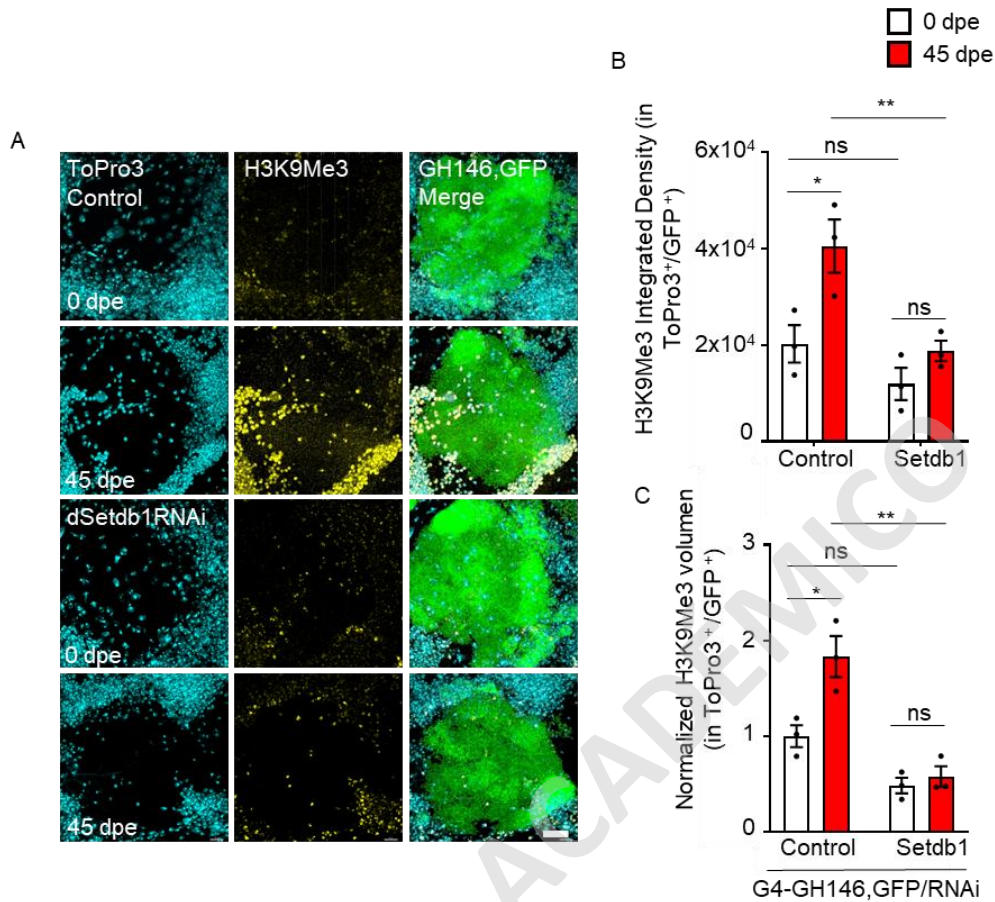 0 dpe
45 dpe
A
ToPro3
Control
0 dpe
H3K9Me3
GH146,GFP
Merge
45 dpe
dSetdb1RNAi
0 dpe
45 dpe
B
H3K9Me3 Integrated Density (in
ToPro3⁺/GFP⁺)
6x10⁴
4x10⁴
2x10⁴
0
**
ns
*
ns
Control
Setdb1
C
Normalized H3K9Me3 volumen
(in ToPro3⁺/GFP⁺)
3
2
1
0
**
ns
*
ns
Control
Setdb1
G4-GH146,GFP/RNAi
ACADEMICO